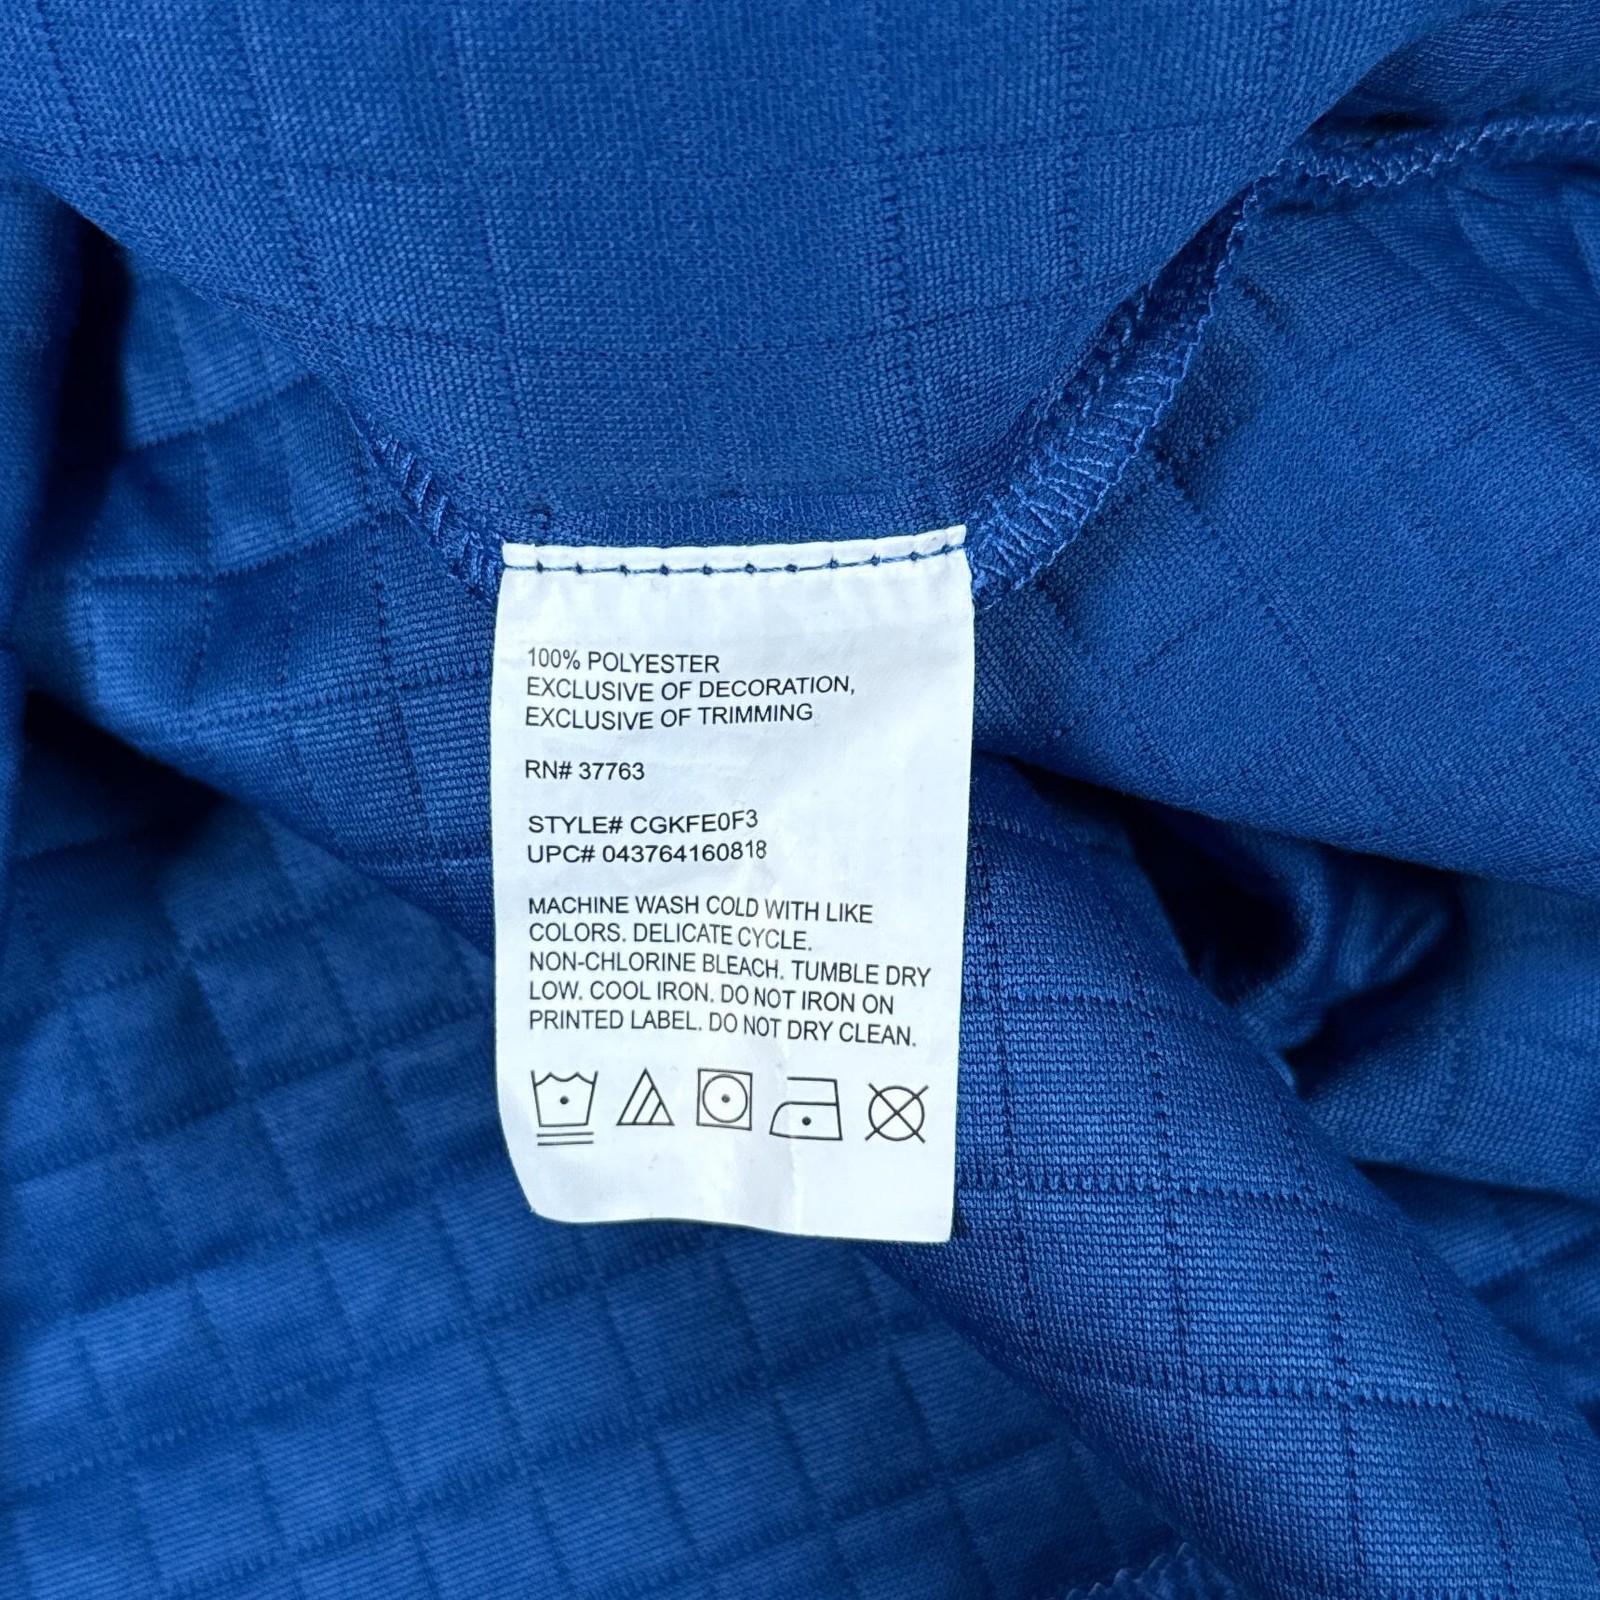 100% POLYESTER
EXCLUSIVE OF DECORATION,
EXCLUSIVE OF TRIMMING
RN# 37763
STYLE# CGKFE0F3
UPC# 043764160818
MACHINE WASH COLD WITH LIKE
COLORS. DELICATE CYCLE.
NON-CHLORINE BLEACH. TUMBLE DRY
LOW. COOL IRON. DO NOT IRON ON
PRINTED LABEL. DO NOT DRY CLEAN.